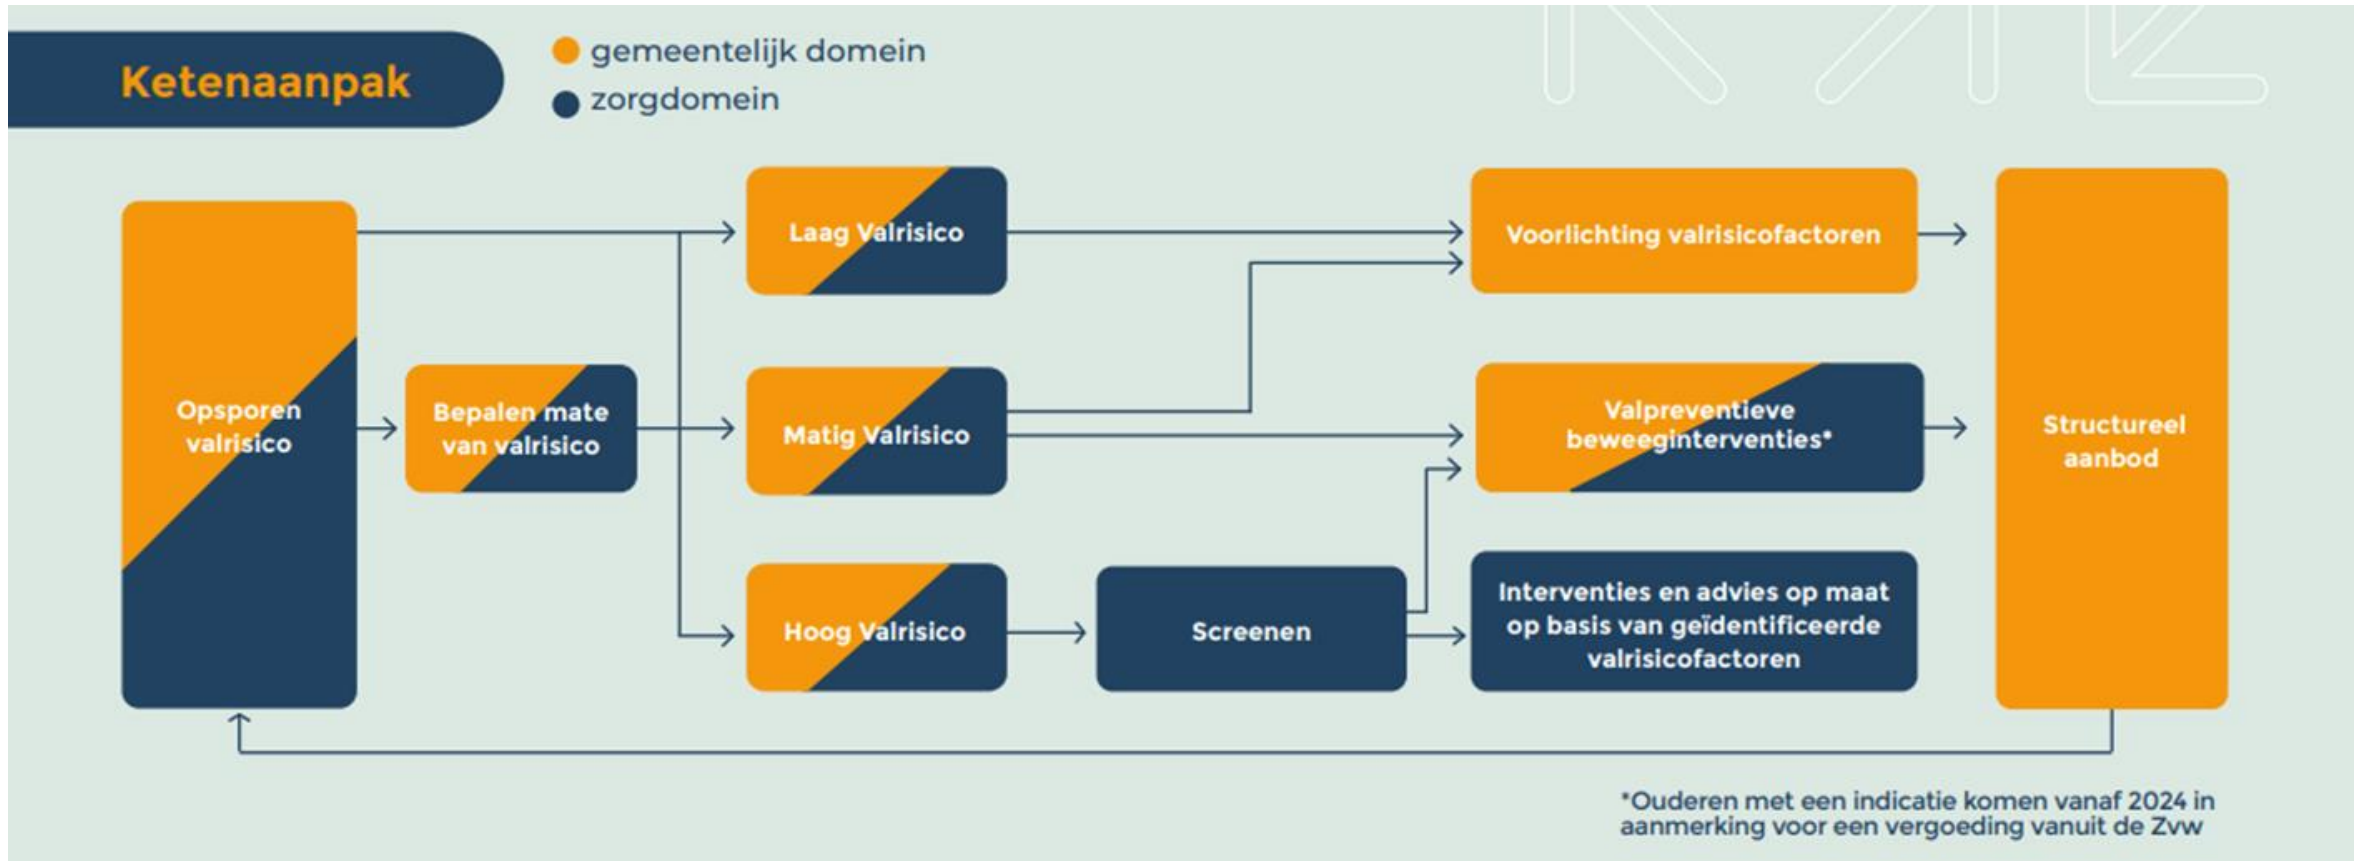 Ketenaanpak
gemeentelijk domein
zorgdomein
Opsporen
valrisico
Bepalen mate
van valrisico
Laag Valrisico
Matig Valrisico
Hoog Valrisico
Screenen
Voorlichting valrisicofactoren
Valpreventieve
beweeginterventies*
Interventies en advies op maat
op basis van geïdentificeerde
valrisicofactoren
Structureel
aanbod
*Ouderen met een indicatie komen vanaf 2024 in
aanmerking voor een vergoeding vanuit de Zvw